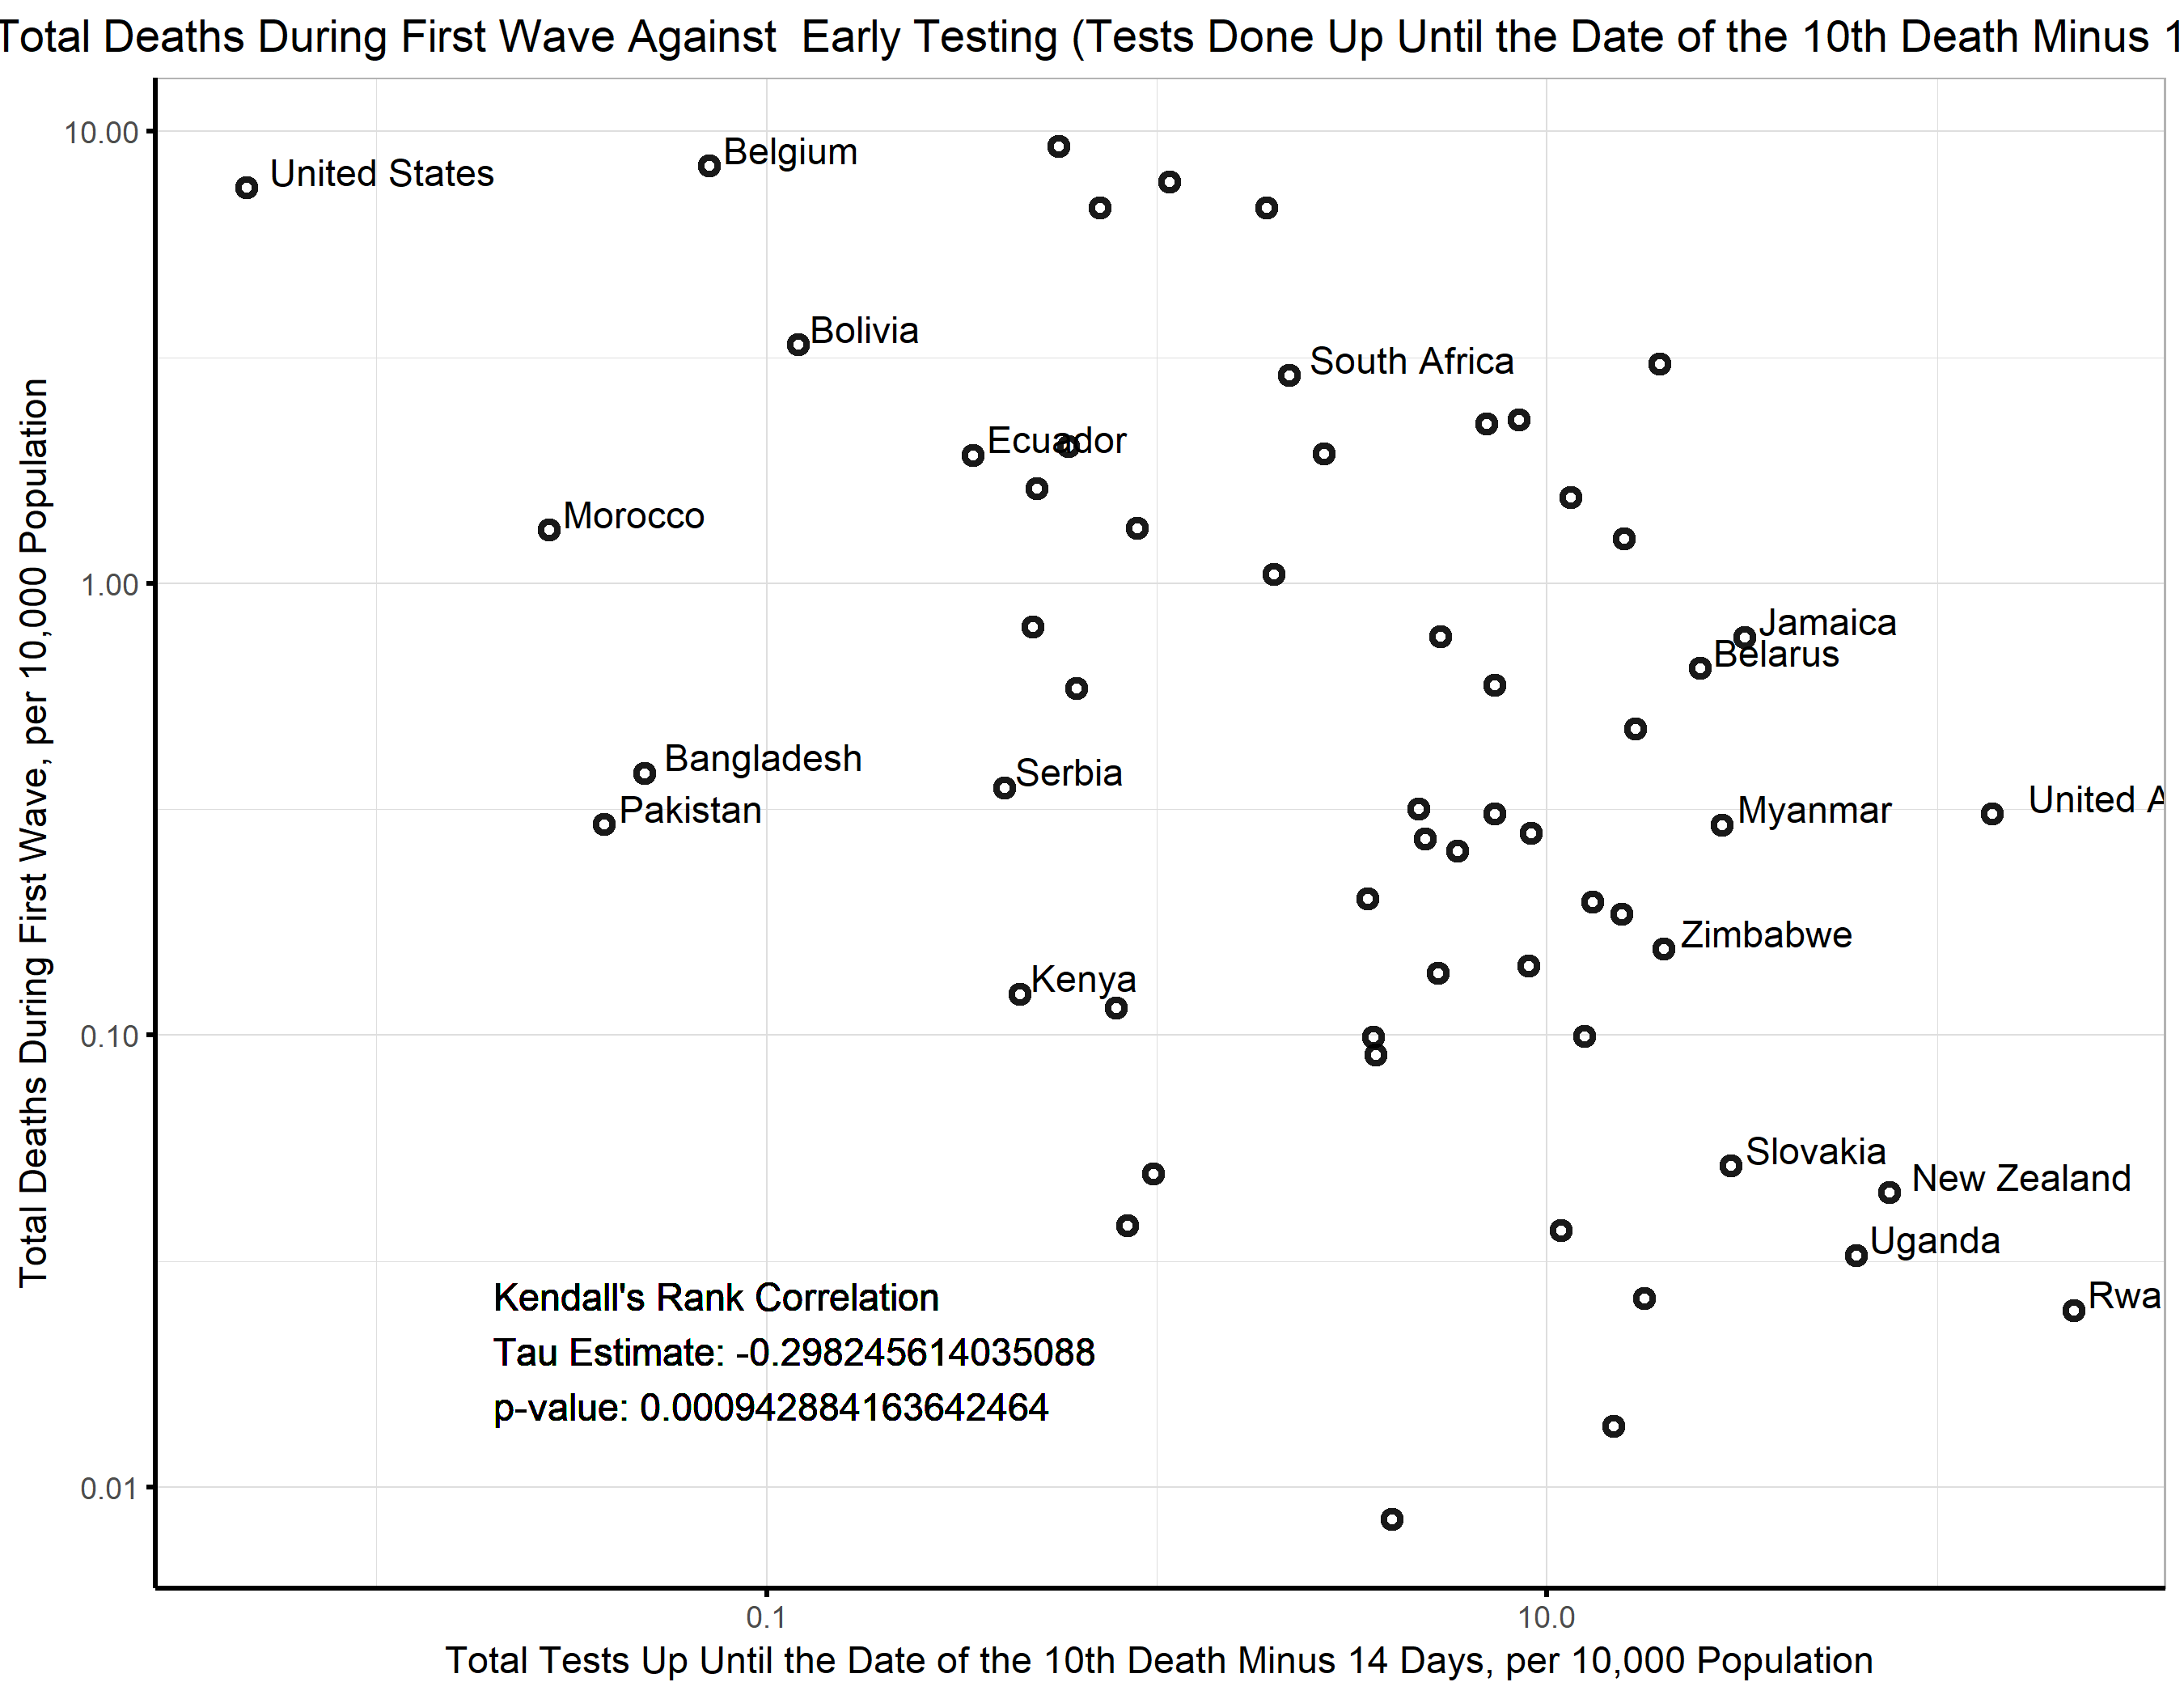 Total Deaths During First Wave Against  Early Testing (Tests Done Up Until the Date of the 10th Death Minus 1
10.00
1.00
0.10
0.01
Total Deaths During First Wave, per 10,000 Population
United States
Belgium
Bolivia
South Africa
Ecuador
Morocco
Jamaica
Belarus
Bangladesh
Serbia
Pakistan
Myanmar
United A
Zimbabwe
Kenya
Slovakia
New Zealand
Uganda
Rwa
Kendall's Rank Correlation
Tau Estimate: -0.298245614035088
p-value: 0.000942884163642464
0.1
10.0
Total Tests Up Until the Date of the 10th Death Minus 14 Days, per 10,000 Population